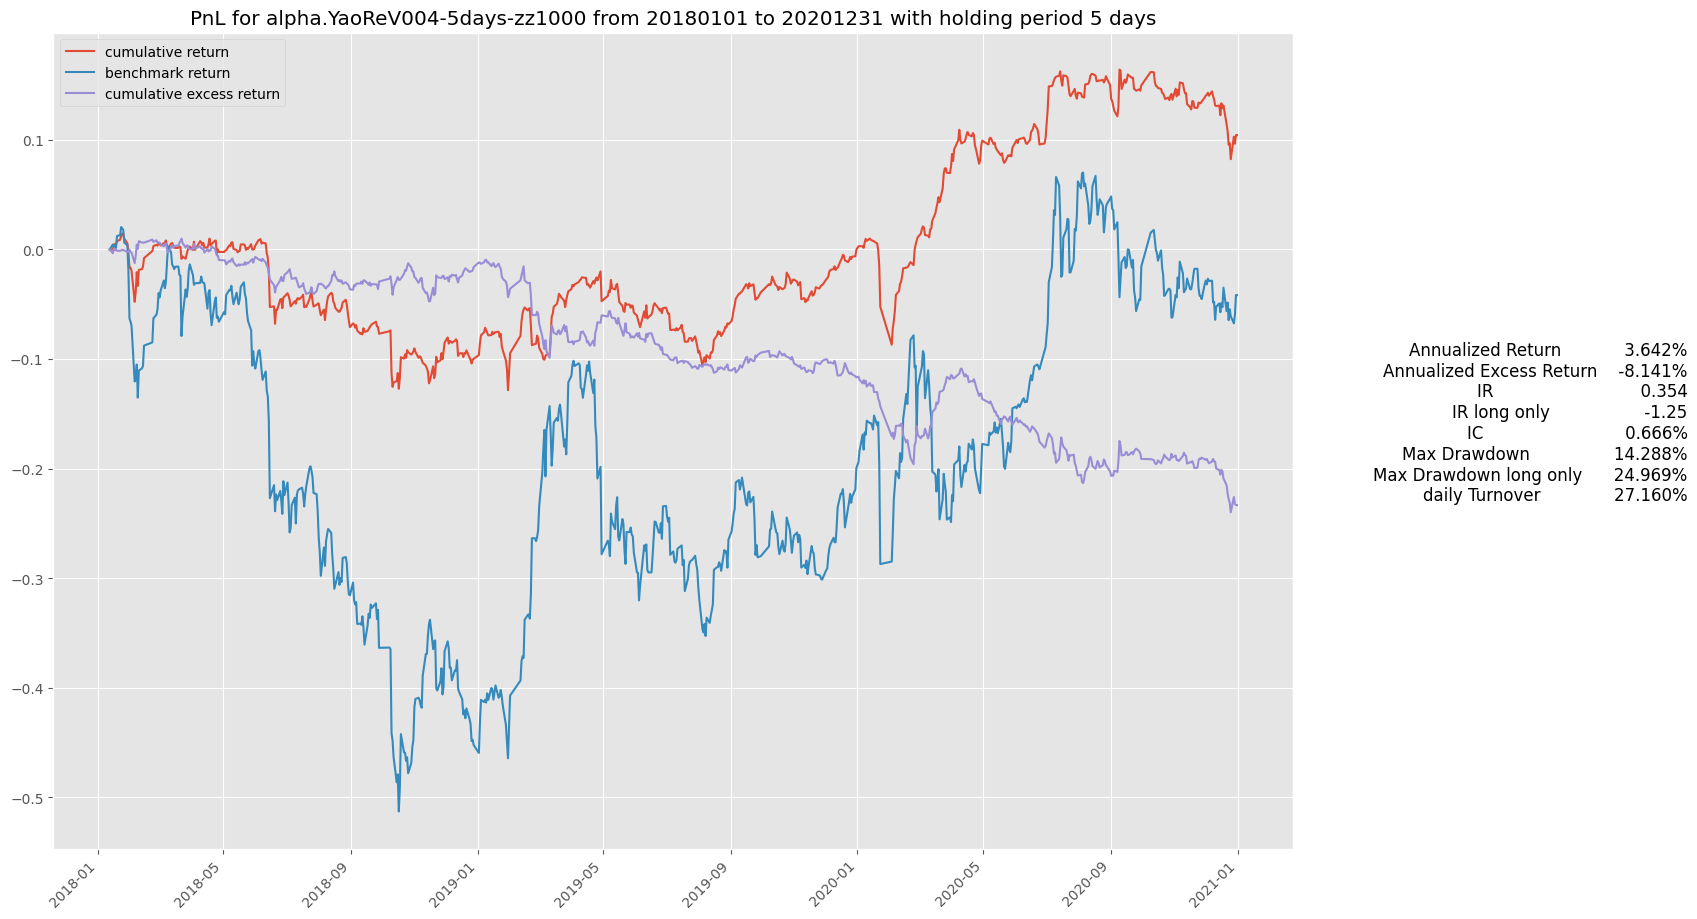 PnL for alpha.YaoReV004-5days-zz1000 from 20180101 to 20201231 with holding period 5 days
cumulative return
benchmark return
cumulative excess return
0.1
0.0
−0.1
−0.2
−0.3
−0.4
−0.5
2018-01
2018-05
2018-09
2019-01
2019-05
2019-09
2020-01
2020-05
2020-09
2021-01
Annualized Return 3.642%
Annualized Excess Return -8.141%
IR 0.354
IR long only -1.25
IC 0.666%
Max Drawdown 14.288%
Max Drawdown long only 24.969%
daily Turnover 27.160%